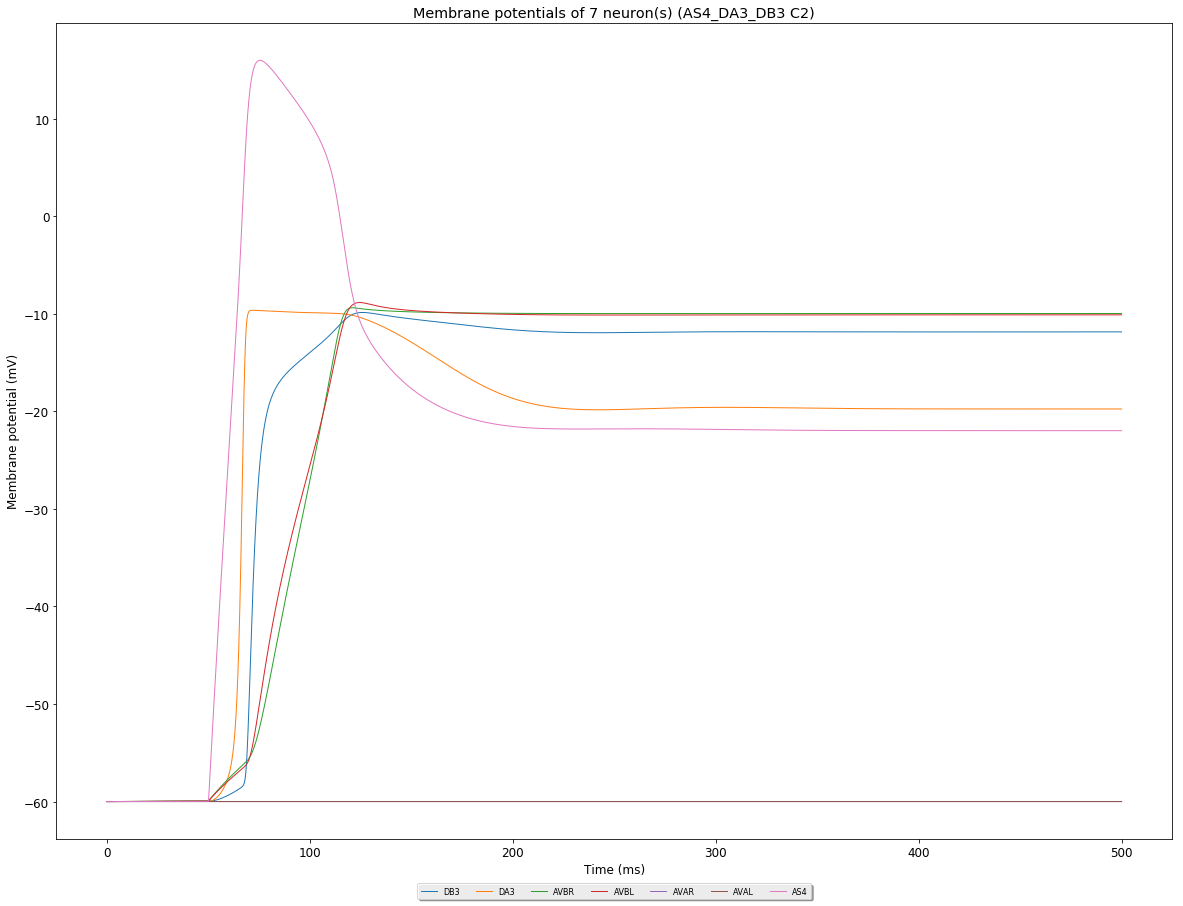 Membrane potentials of 7 neuron(s) (AS4_DA3_DB3 C2)
Membrane potential (mV)
10
0
−10
−20
−30
−40
−50
−60
0 100 200 300 400 500
Time (ms)
DB3 DA3 AVBR AVBL AVAR AVAL AS4